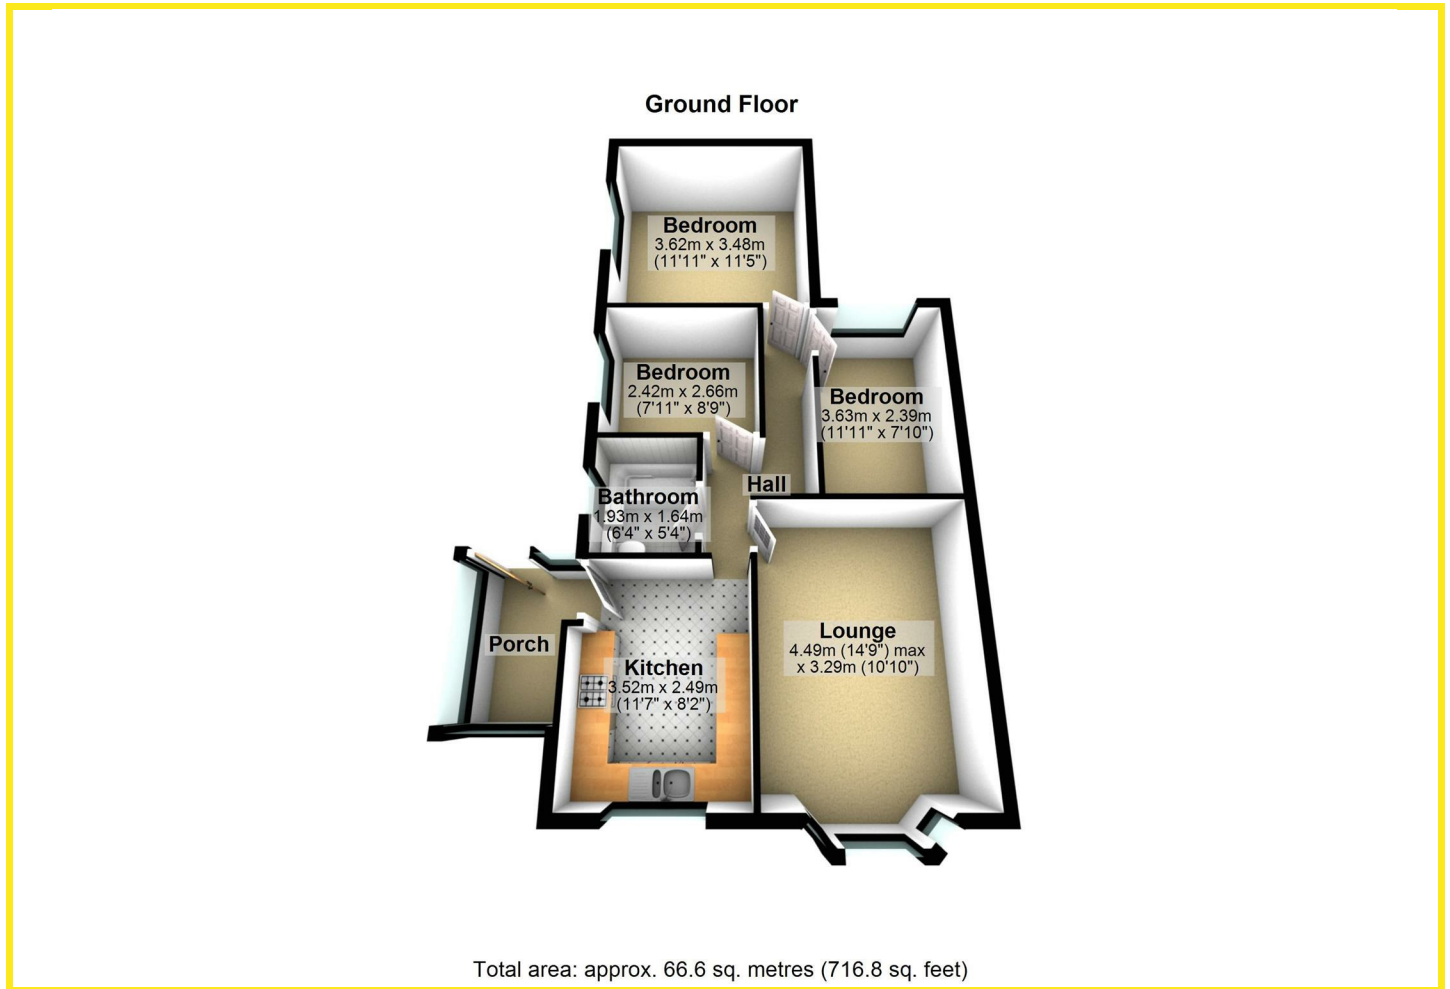 Ground Floor
Bedroom
3.62m x 3.48m
(11'11" x 11'5")
Bedroom
2.42m x 2.66m
(7'11" x 8'9")
Bedroom
3.63m x 2.39m
(11'11" x 7'10")
Hall
Bathroom
1.93m x 1.64m
(6'4" x 5'4")
Porch
Lounge
4.49m (14'9") max
x 3.29m (10'10")
Kitchen
3.52m x 2.49m
(11'7" x 8'2")
Total area: approx. 66.6 sq. metres (716.8 sq. feet)